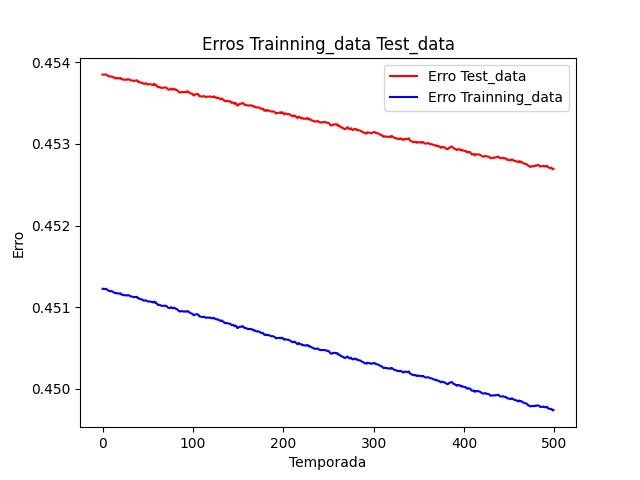 Erros Trainning_data Test_data
Erro Test_data
Erro Trainning_data
0.454
0.453
0.452
0.451
0.450
Erro
0
100
200
300
400
500
Temporada